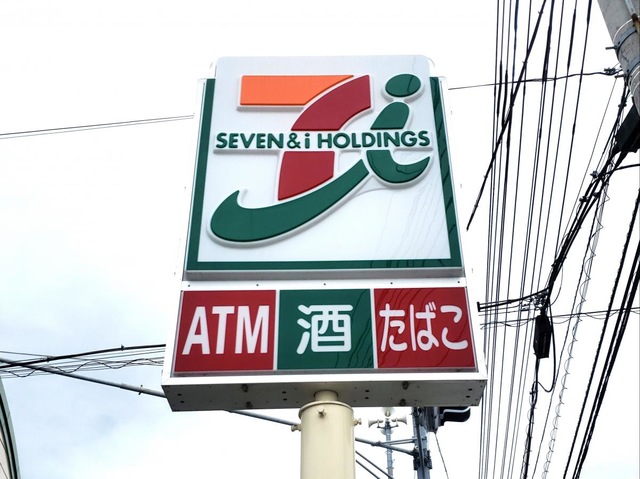 SEVEN & i HOLDINGS
ATM 酒 たばこ